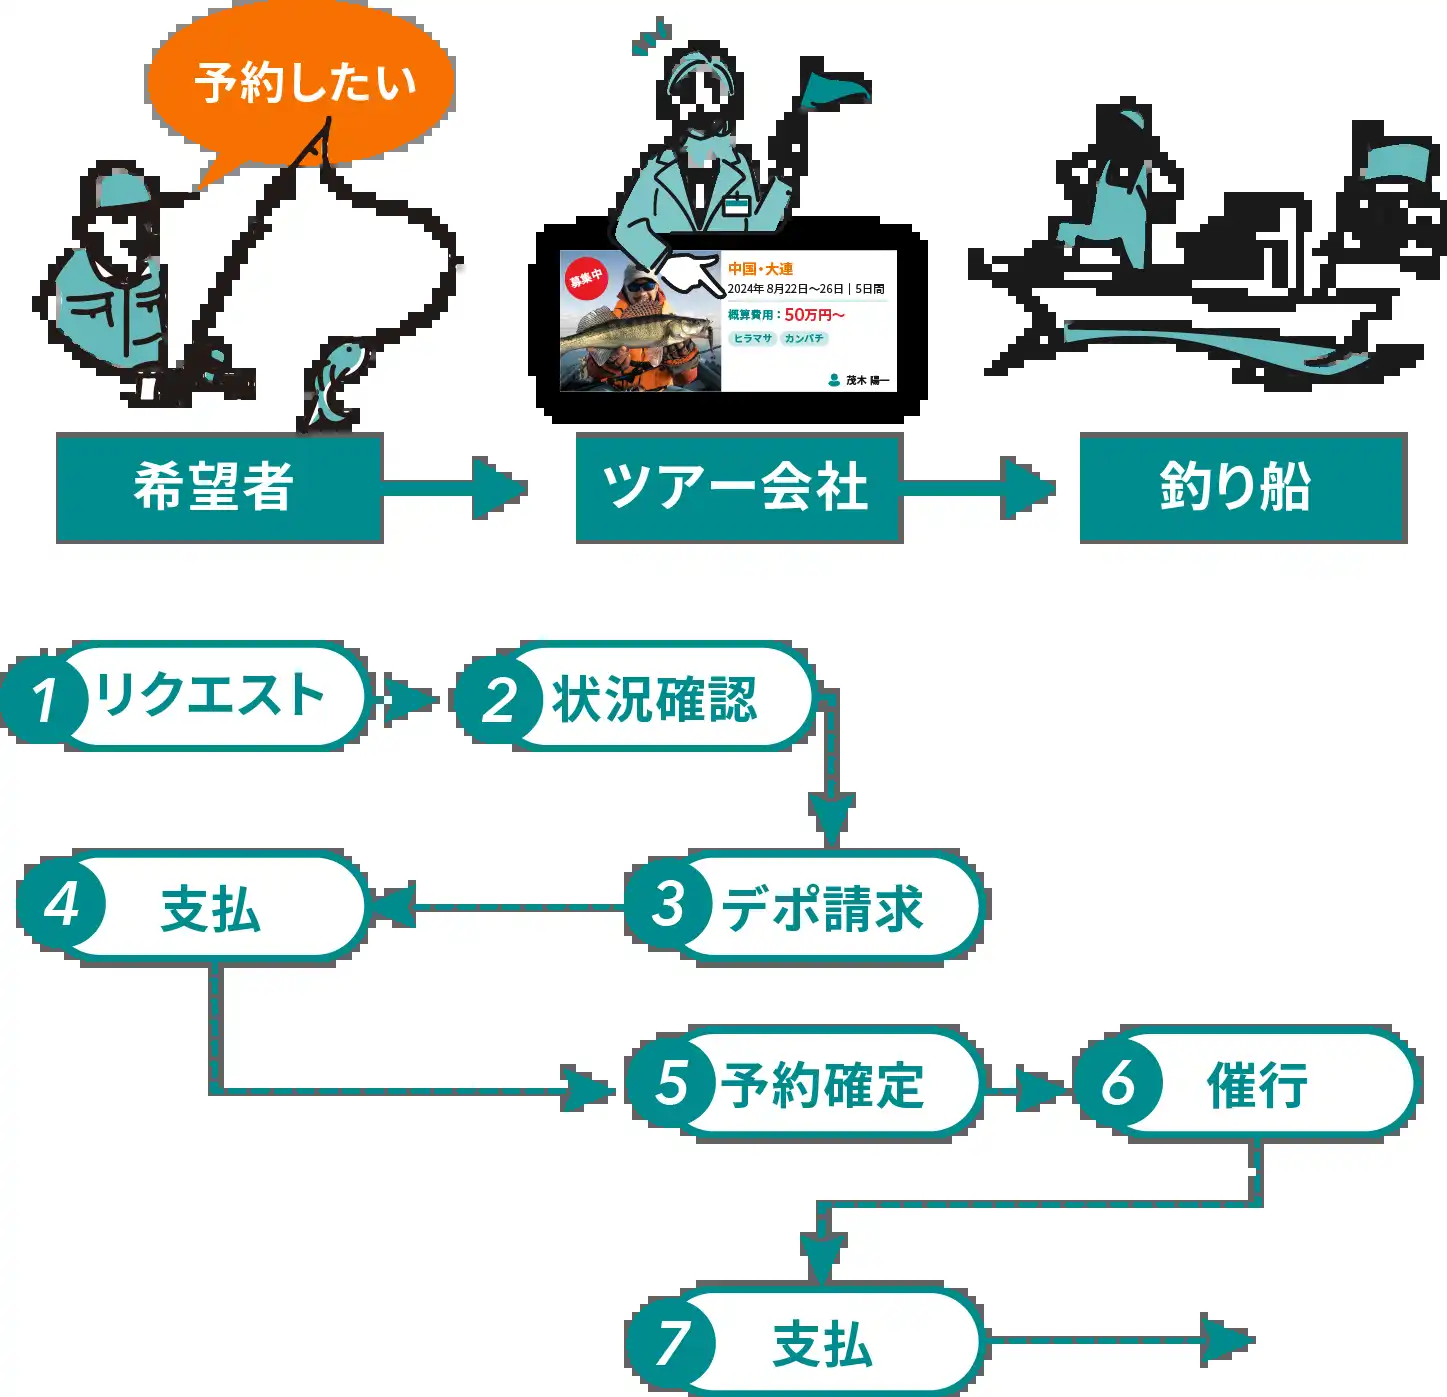 予約したい
募集中
中国・大連
2024年8月22日〜26日｜5日間
概算費用：50万円〜
ヒラマサ カンパチ
茂木 陽一
希望者
ツアー会社
釣り船
1 リクエスト
2 状況確認
3 デポ請求
4 支払
5 予約確定
6 催行
7 支払